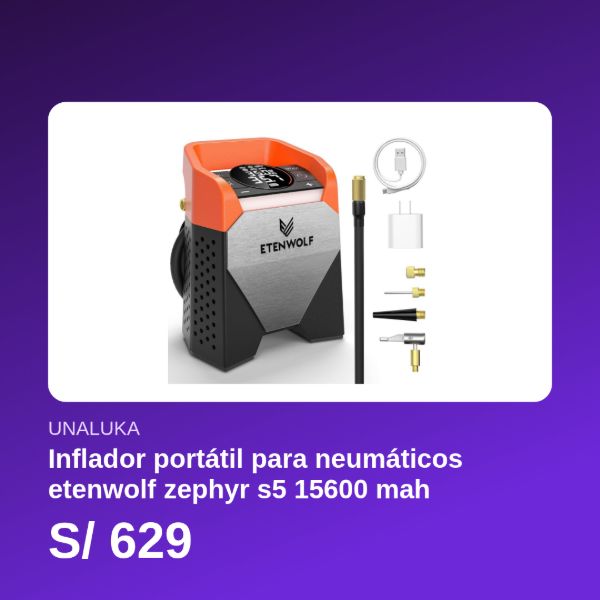 ETENWOLF
UNALUKA
Inflador portátil para neumáticos
etenwolf zephyr s5 15600 mah
S/ 629